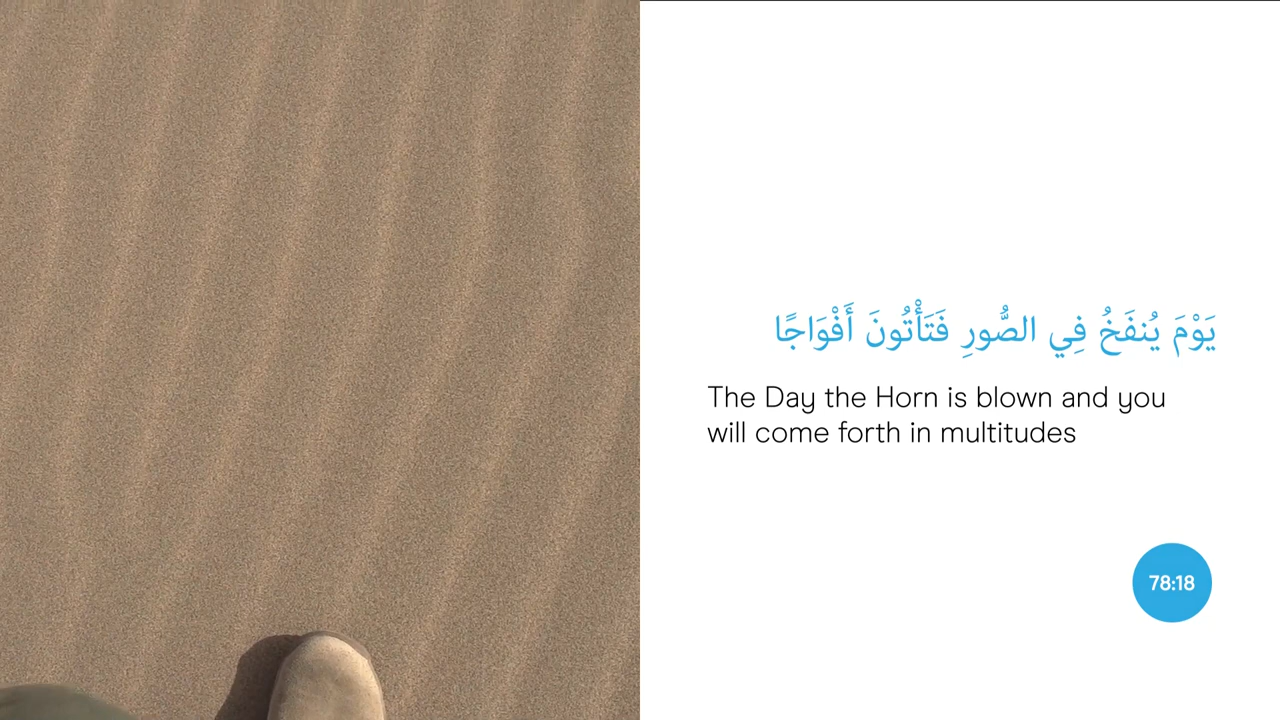 يَوْمَ يُنفَخُ فِي الصُّورِ فَتَأْتُونَ أَفْوَاجًا
The Day the Horn is blown and you
will come forth in multitudes
78:18